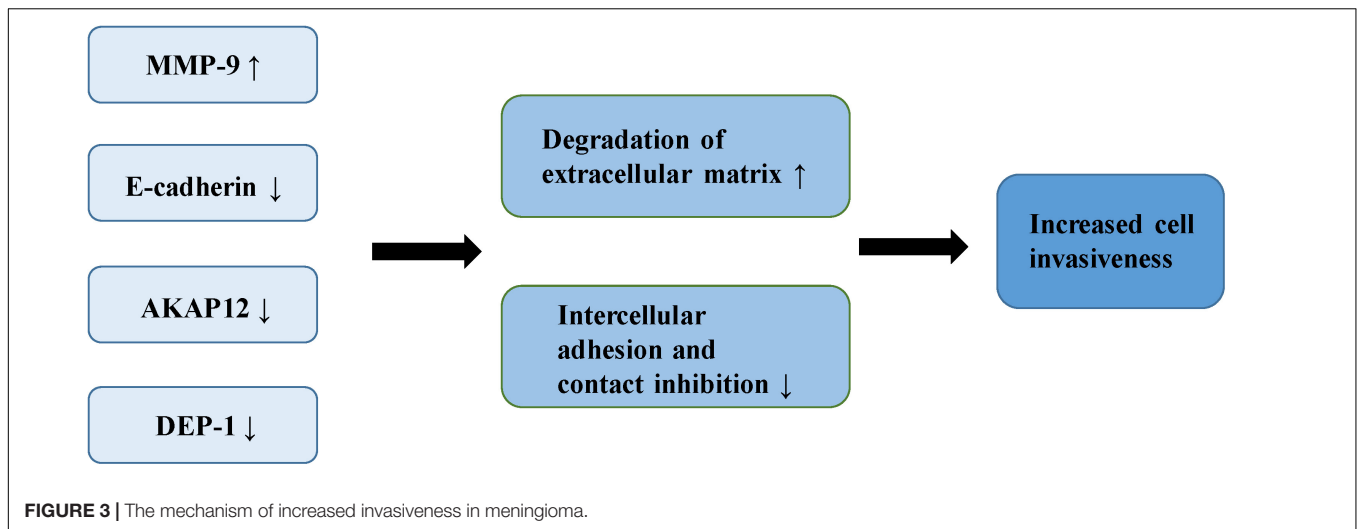 MMP-9 ↑
E-cadherin ↓
AKAP12 ↓
DEP-1 ↓
Degradation of
extracellular matrix ↑
Intercellular
adhesion and
contact inhibition ↓
Increased cell
invasiveness
FIGURE 3 | The mechanism of increased invasiveness in meningioma.